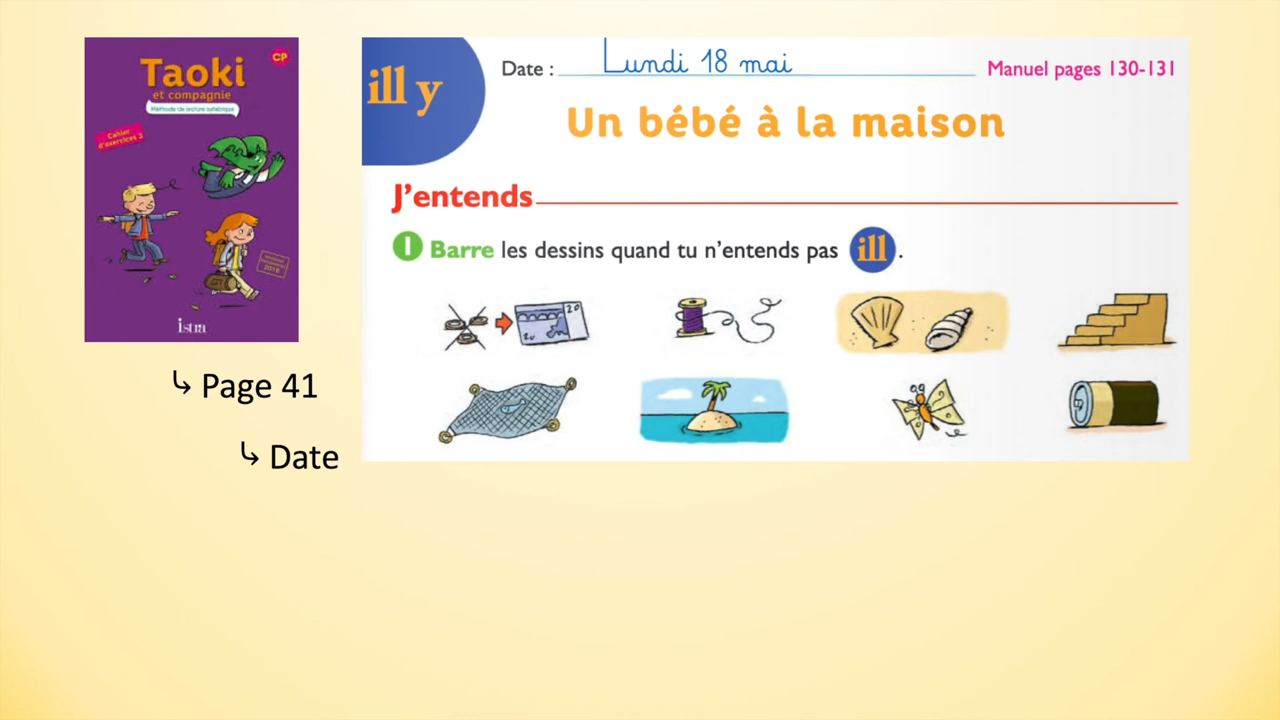 CP
Taoki
et compagnie
Méthode de lecture syllabique
Cahier
d'exercices 2
istra
↳ Page 41
↳ Date
ill y
Date : Lundi 18 mai
Manuel pages 130-131
Un bébé à la maison
J'entends
1 Barre les dessins quand tu n'entends pas ill.
20
20